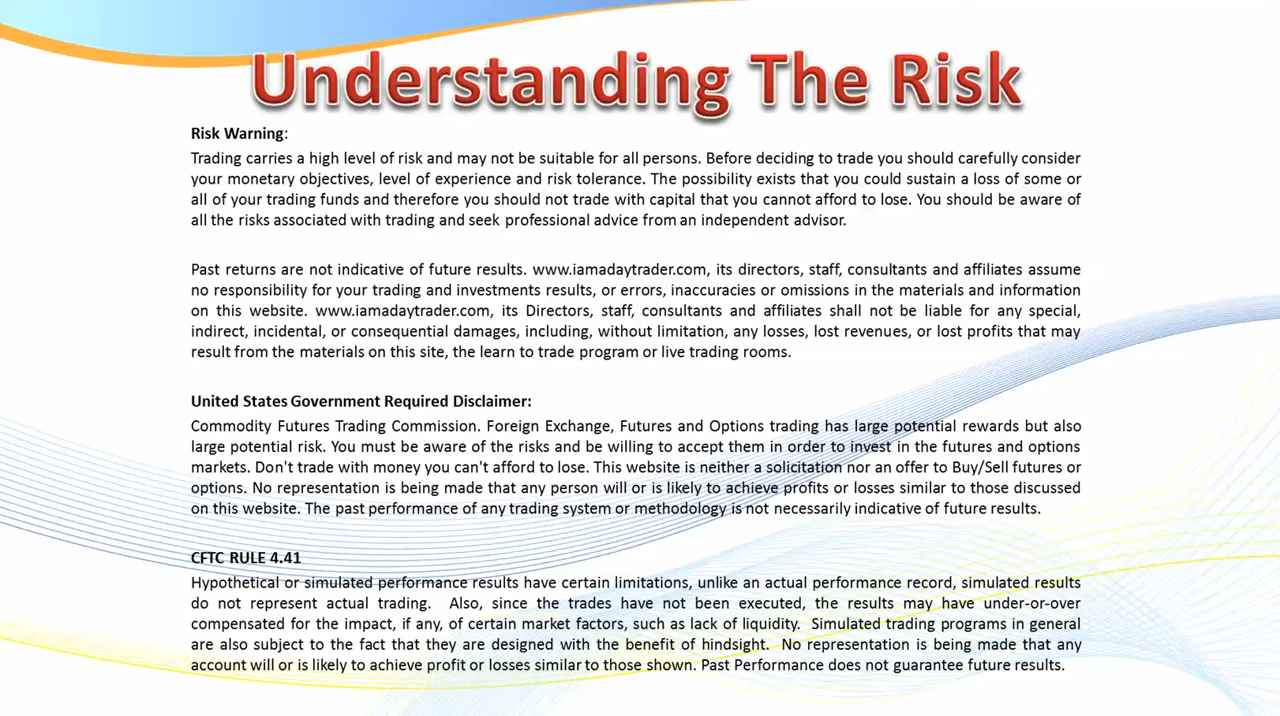 Understanding The Risk
Risk Warning:
Trading carries a high level of risk and may not be suitable for all persons. Before deciding to trade you should carefully consider
your monetary objectives, level of experience and risk tolerance. The possibility exists that you could sustain a loss of some or
all of your trading funds and therefore you should not trade with capital that you cannot afford to lose. You should be aware of
all the risks associated with trading and seek professional advice from an independent advisor.
Past returns are not indicative of future results. www.iamadaytrader.com, its directors, staff, consultants and affiliates assume
no responsibility for your trading and investments results, or errors, inaccuracies or omissions in the materials and information
on this website. www.iamadaytrader.com, its Directors, staff, consultants and affiliates shall not be liable for any special,
indirect, incidental, or consequential damages, including, without limitation, any losses, lost revenues, or lost profits that may
result from the materials on this site, the learn to trade program or live trading rooms.
United States Government Required Disclaimer:
Commodity Futures Trading Commission. Foreign Exchange, Futures and Options trading has large potential rewards but also
large potential risk. You must be aware of the risks and be willing to accept them in order to invest in the futures and options
markets. Don't trade with money you can't afford to lose. This website is neither a solicitation nor an offer to Buy/Sell futures or
options. No representation is being made that any person will or is likely to achieve profits or losses similar to those discussed
on this website. The past performance of any trading system or methodology is not necessarily indicative of future results.
CFTC RULE 4.41
Hypothetical or simulated performance results have certain limitations, unlike an actual performance record, simulated results
do not represent actual trading. Also, since the trades have not been executed, the results may have under-or-over
compensated for the impact, if any, of certain market factors, such as lack of liquidity. Simulated trading programs in general
are also subject to the fact that they are designed with the benefit of hindsight. No representation is being made that any
account will or is likely to achieve profit or losses similar to those shown. Past Performance does not guarantee future results.